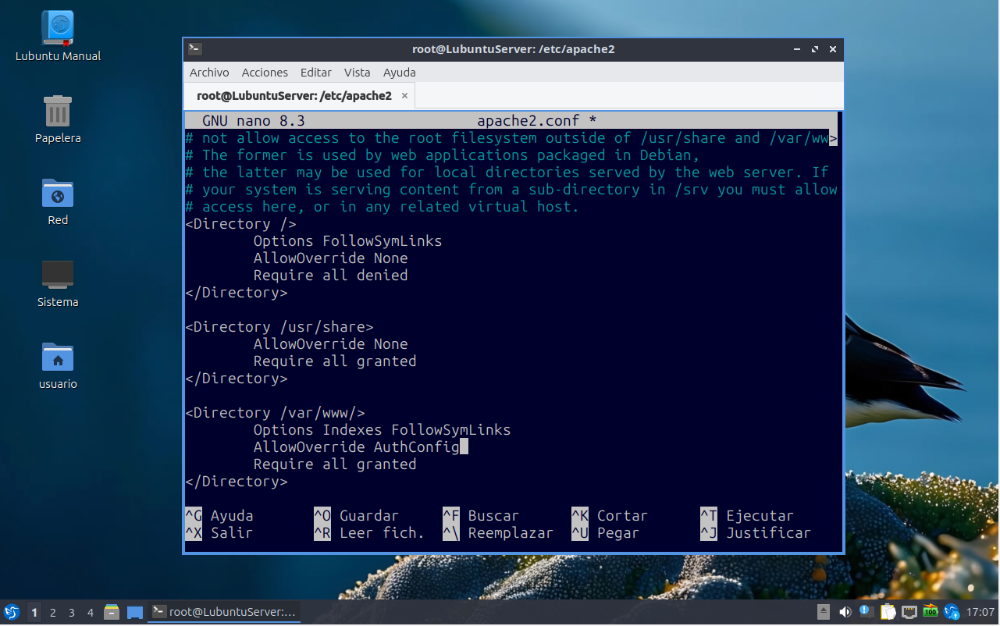 Lubuntu Manual
Papelera
Red
Sistema
usuario
root@LubuntuServer: /etc/apache2
Archivo Acciones Editar Vista Ayuda
root@LubuntuServer: /etc/apache2 ×
GNU nano 8.3 apache2.conf *
# not allow access to the root filesystem outside of /usr/share and /var/ww>
# The former is used by web applications packaged in Debian,
# the latter may be used for local directories served by the web server. If
# your system is serving content from a sub-directory in /srv you must allow
# access here, or in any related virtual host.
<Directory />
        Options FollowSymLinks
        AllowOverride None
        Require all denied
</Directory>

<Directory /usr/share>
        AllowOverride None
        Require all granted
</Directory>

<Directory /var/www/>
        Options Indexes FollowSymLinks
        AllowOverride AuthConfig
        Require all granted
</Directory>

^G Ayuda ^O Guardar ^F Buscar ^K Cortar ^T Ejecutar
^X Salir ^R Leer fich. ^\ Reemplazar ^U Pegar ^J Justificar
1 2 3 4 root@LubuntuServer:... 100 17:07